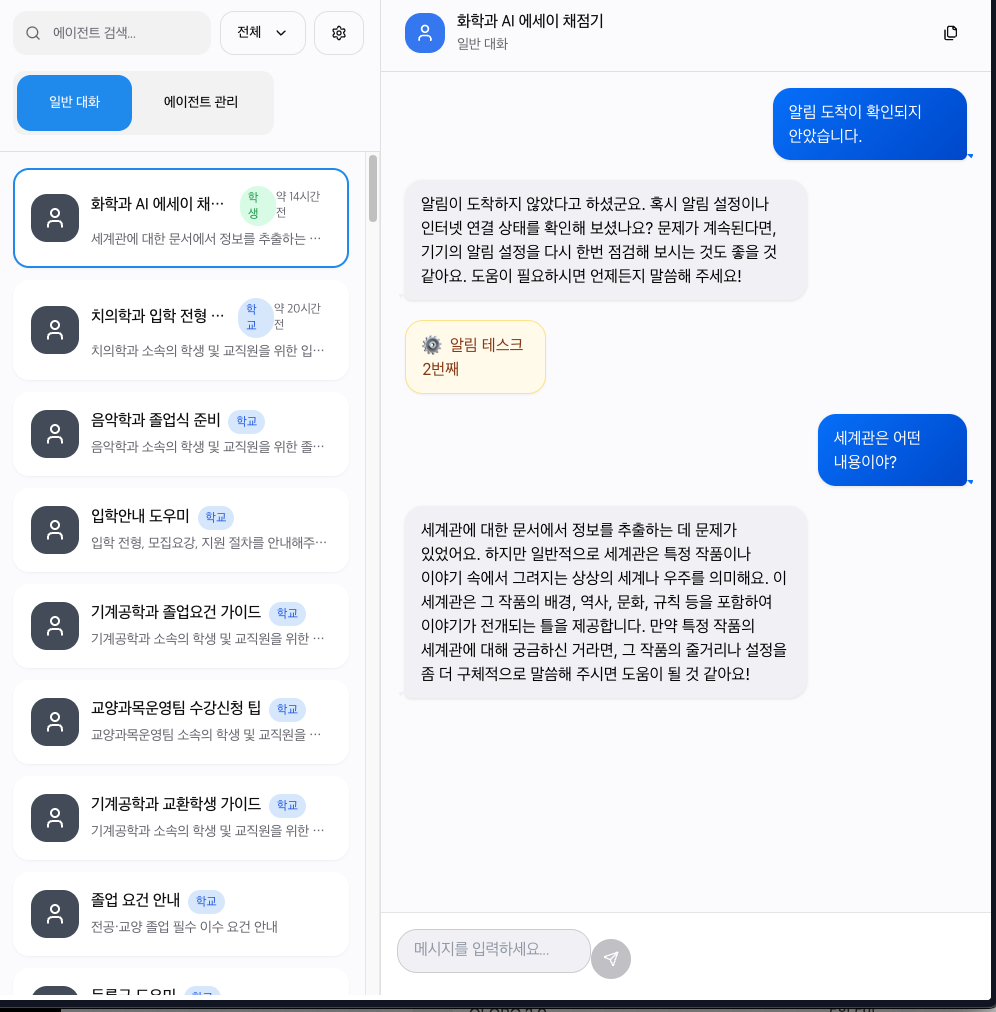 에이전트 검색...
전체
일반 대화
에이전트 관리
화학과 AI 에세이 채…
학생
약 14시간 전
세계관에 대한 문서에서 정보를 추출하는 …
치의학과 입학 전형 …
학교
약 20시간 전
치의학과 소속의 학생 및 교직원을 위한 입…
음악학과 졸업식 준비
학교
음악학과 소속의 학생 및 교직원을 위한 졸…
입학안내 도우미
학교
입학 전형, 모집요강, 지원 절차를 안내해주…
기계공학과 졸업요건 가이드
학교
기계공학과 소속의 학생 및 교직원을 위한 …
교양과목운영팀 수강신청 팁
학교
교양과목운영팀 소속의 학생 및 교직원을 …
기계공학과 교환학생 가이드
학교
기계공학과 소속의 학생 및 교직원을 위한 …
졸업 요건 안내
학교
전공·교양 졸업 필수 이수 요건 안내
화학과 AI 에세이 채점기
일반 대화
알림 도착이 확인되지
안았습니다.
알림이 도착하지 않았다고 하셨군요. 혹시 알림 설정이나
인터넷 연결 상태를 확인해 보셨나요? 문제가 계속된다면,
기기의 알림 설정을 다시 한번 점검해 보시는 것도 좋을 것
같아요. 도움이 필요하시면 언제든지 말씀해 주세요!
알림 테스크
2번째
세계관은 어떤
내용이야?
세계관에 대한 문서에서 정보를 추출하는 데 문제가
있었어요. 하지만 일반적으로 세계관은 특정 작품이나
이야기 속에서 그려지는 상상의 세계나 우주를 의미해요. 이
세계관은 그 작품의 배경, 역사, 문화, 규칙 등을 포함하여
이야기가 전개되는 틀을 제공합니다. 만약 특정 작품의
세계관에 대해 궁금하신 거라면, 그 작품의 줄거리나 설정을
좀 더 구체적으로 말씀해 주시면 도움이 될 것 같아요!
메시지를 입력하세요...